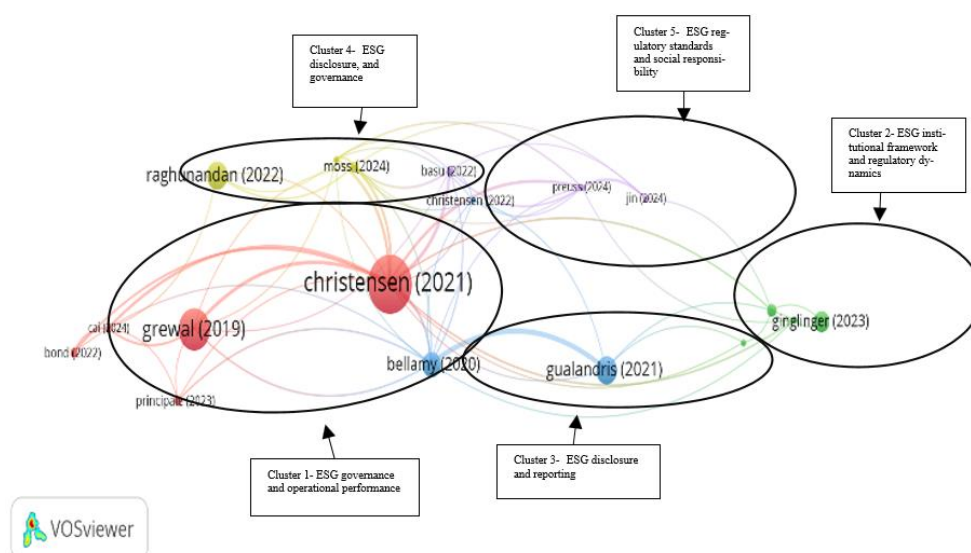 Cluster 4- ESG
disclosure, and
governance
Cluster 5- ESG reg-
ulatory standards
and social responsi-
bility
Cluster 2- ESG insti-
tutional framework
and regulatory dy-
namics
raghunandan (2022)
moss (2024)
basu (2022)
christensen (2022)
preuss (2024)
jin (2024)
christensen (2021)
grewal (2019)
cai (2024)
bond (2022)
principale (2023)
bellamy (2020)
gualandris (2021)
ginglinger (2023)
Cluster 1- ESG governance
and operational performance
Cluster 3- ESG disclosure
and reporting
VOSviewer